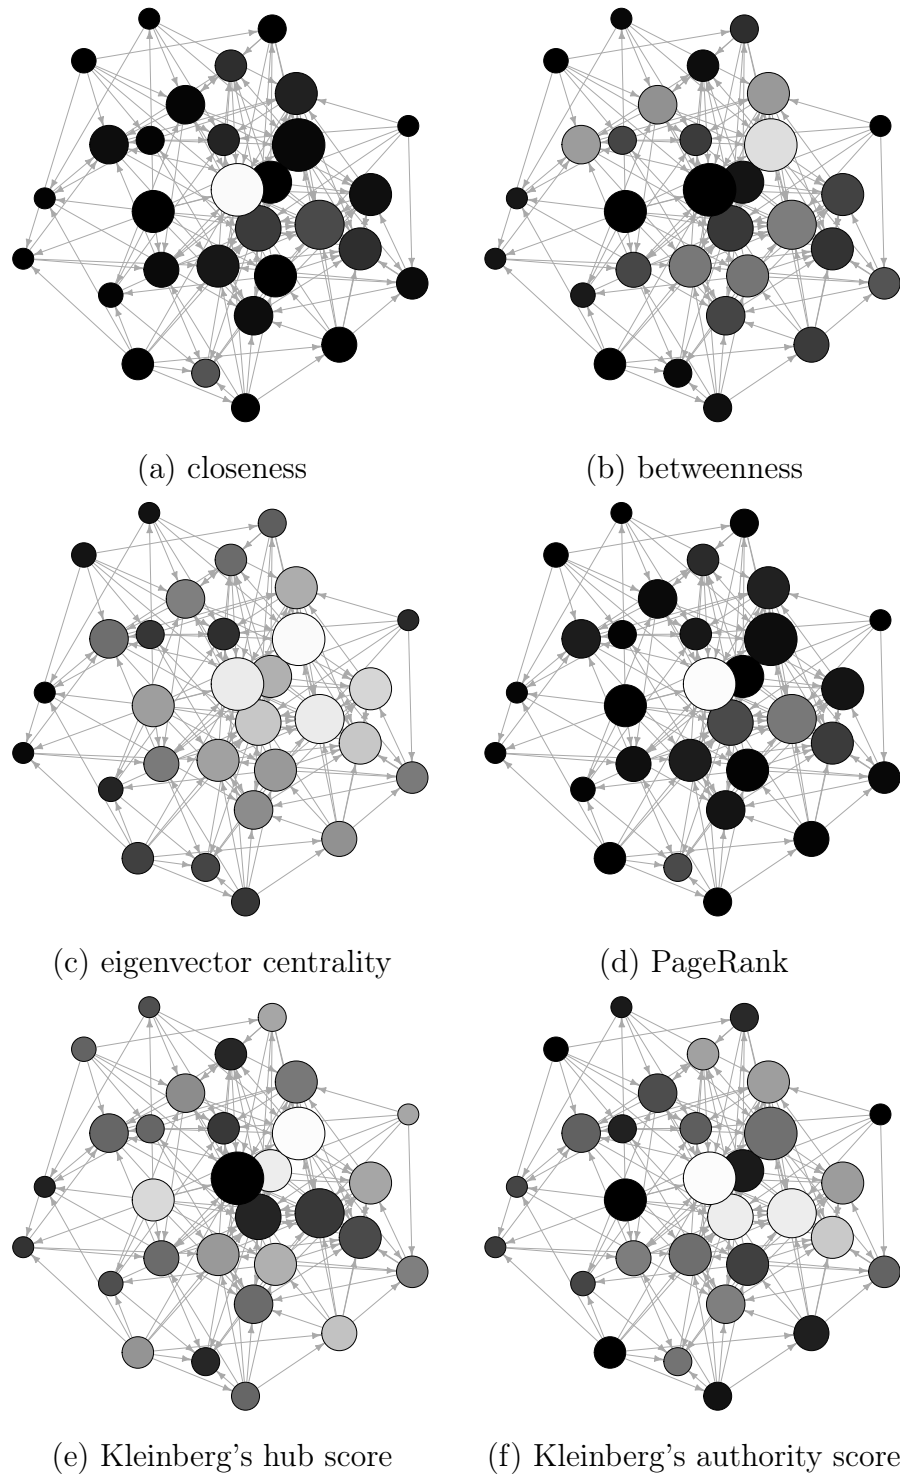 (a) closeness
(b) betweenness
(c) eigenvector centrality
(d) PageRank
(e) Kleinberg's hub score
(f) Kleinberg's authority score